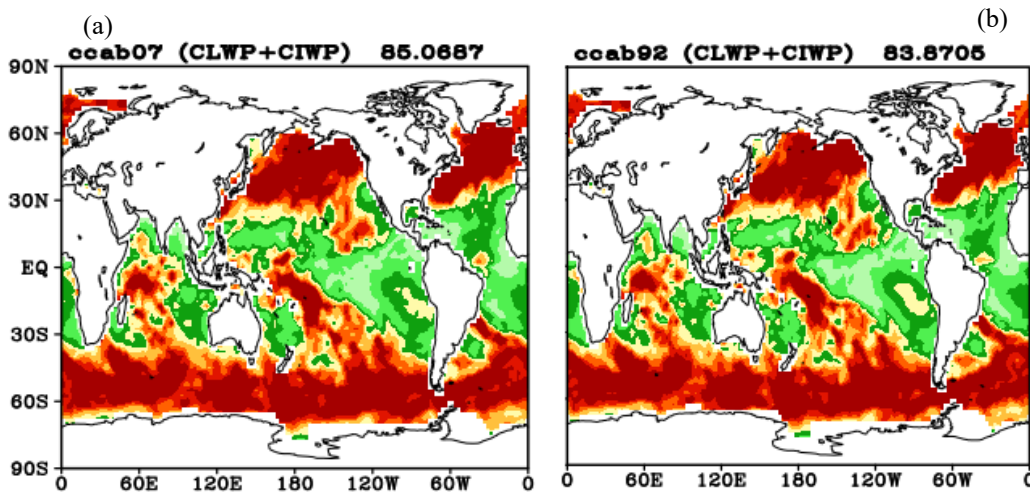 (a)
(b)
ccab07 (CLWP+CIWP) 85.0687
ccab92 (CLWP+CIWP) 83.8705
90N
60N
30N
EQ
30S
60S
90S
0 60E 120E 180 120W 60W 0
0 60E 120E 180 120W 60W 0